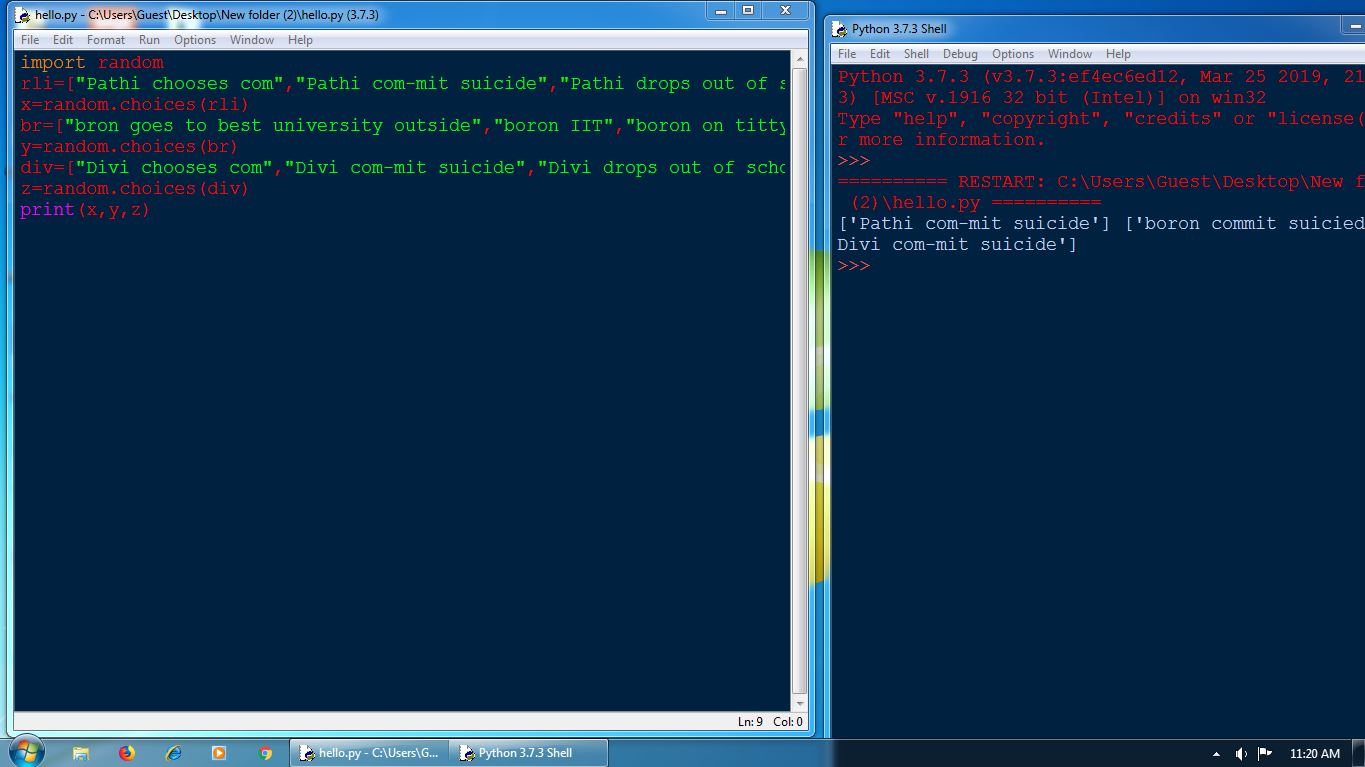 hello.py - C:\Users\Guest\Desktop\New folder (2)\hello.py (3.7.3)
File Edit Format Run Options Window Help
import random
rli=["Pathi chooses com","Pathi com-mit suicide","Pathi drops out of s
x=random.choices(rli)
br=["bron goes to best university outside","boron IIT","boron on titty
y=random.choices(br)
div=["Divi chooses com","Divi com-mit suicide","Divi drops out of scho
z=random.choices(div)
print(x,y,z)
Ln: 9 Col: 0
Python 3.7.3 Shell
File Edit Shell Debug Options Window Help
Python 3.7.3 (v3.7.3:ef4ec6ed12, Mar 25 2019, 21
3) [MSC v.1916 32 bit (Intel)] on win32
Type "help", "copyright", "credits" or "license(
r more information.
>>>
========== RESTART: C:\Users\Guest\Desktop\New f
(2)\hello.py ==========
['Pathi com-mit suicide'] ['boron commit suicied
Divi com-mit suicide']
>>>
hello.py - C:\Users\G...
Python 3.7.3 Shell
11:20 AM